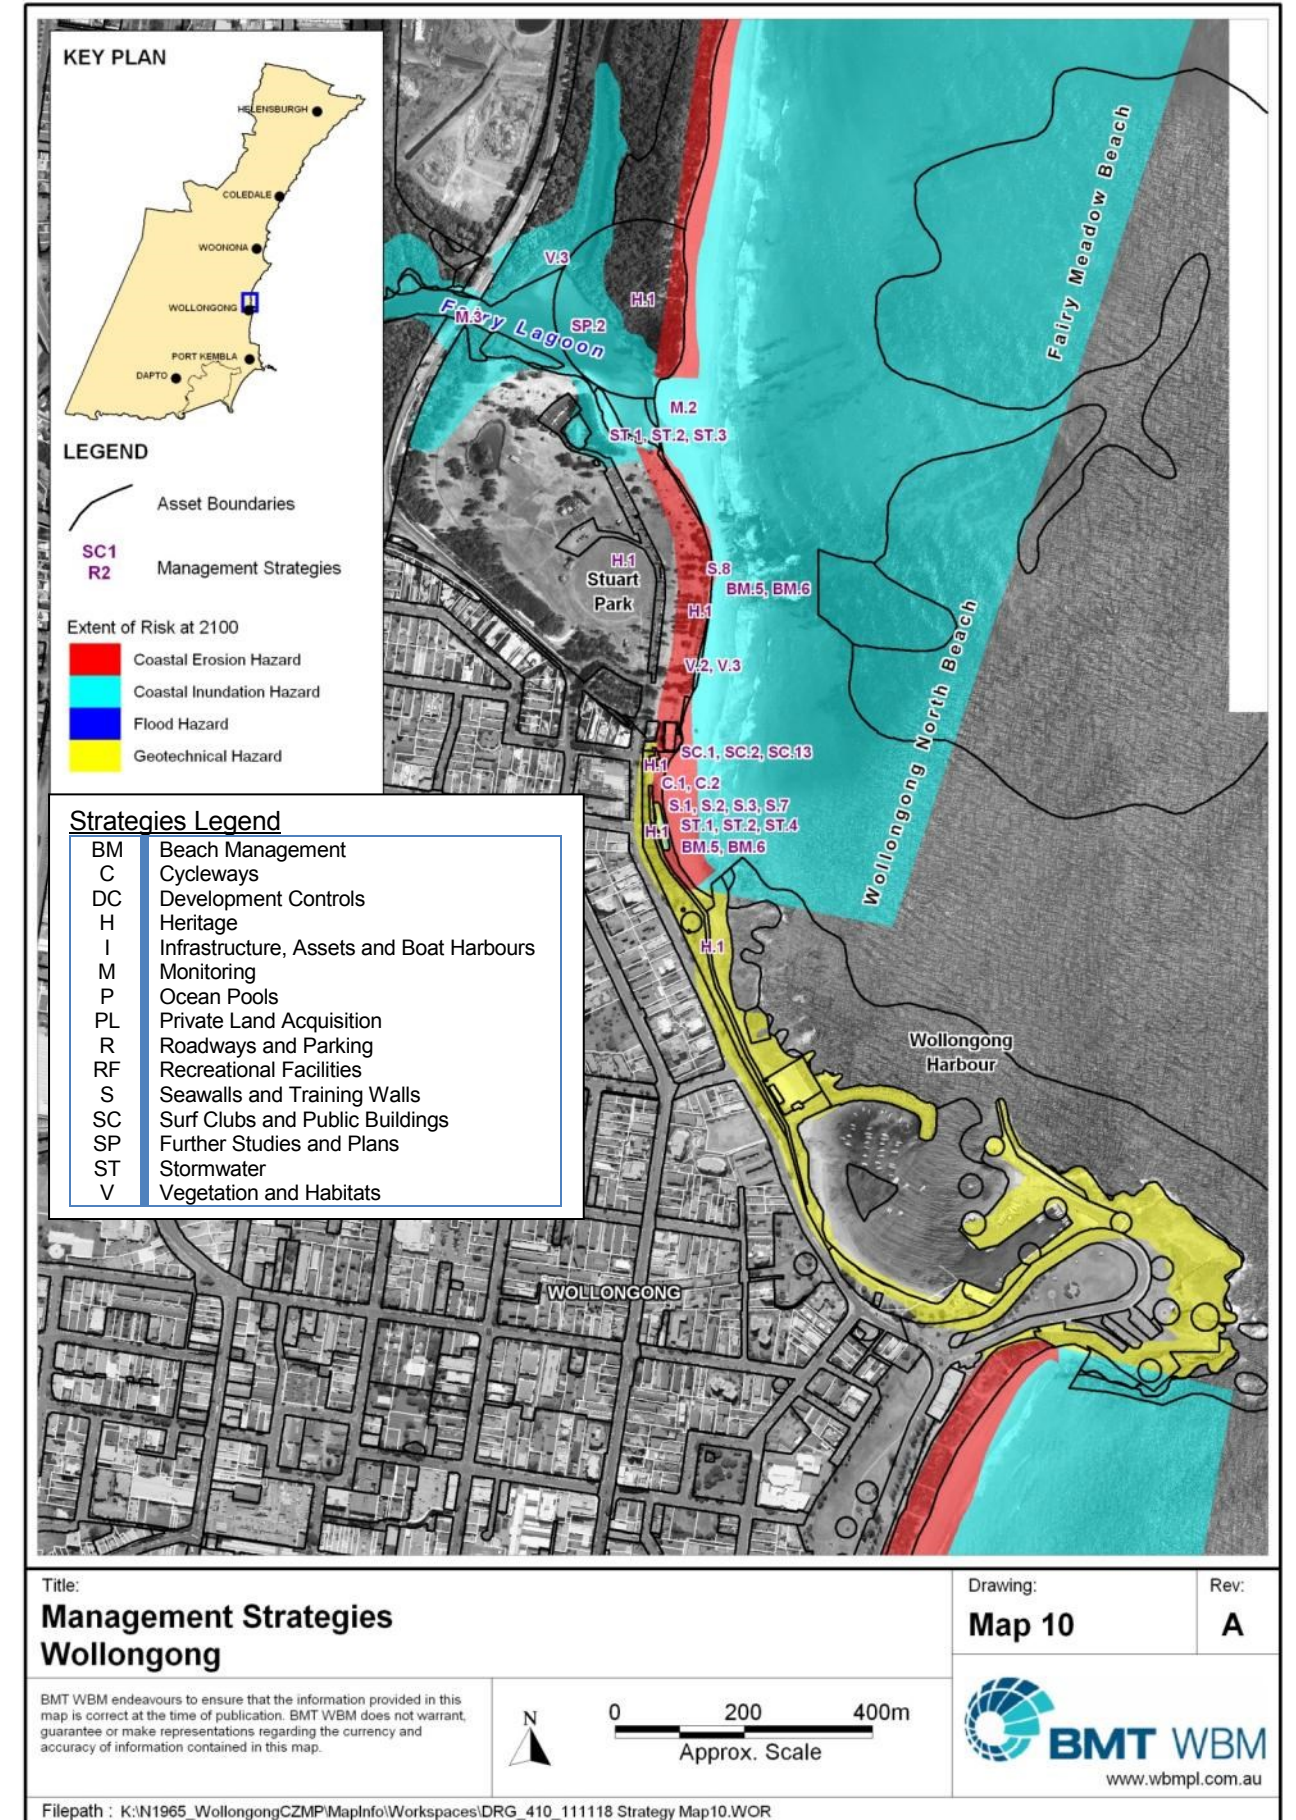 KEY PLAN
HELENSBURGH
COLEDALE
WOONONA
WOLLONGONG
PORT KEMBLA
DAPTO
LEGEND
Asset Boundaries
SC1
R2
Management Strategies
Extent of Risk at 2100
Coastal Erosion Hazard
Coastal Inundation Hazard
Flood Hazard
Geotechnical Hazard
Strategies Legend
BM Beach Management
C Cycleways
DC Development Controls
H Heritage
I Infrastructure, Assets and Boat Harbours
M Monitoring
P Ocean Pools
PL Private Land Acquisition
R Roadways and Parking
RF Recreational Facilities
S Seawalls and Training Walls
SC Surf Clubs and Public Buildings
SP Further Studies and Plans
ST Stormwater
V Vegetation and Habitats
Fairy Meadow Beach
V.3
H.1
M.3
Fairy Lagoon
SP.2
M.2
ST.1, ST.2, ST.3
H.1
Stuart
Park
S.8
BM.5, BM.6
H.1
V.2, V.3
Wollongong North Beach
SC.1, SC.2, SC.13
H.1
C.1, C.2
S.1, S.2, S.3, S.7
H.1
ST.1, ST.2, ST.4
BM.5, BM.6
H.1
Wollongong
Harbour
WOLLONGONG
Title:
Management Strategies
Wollongong
Drawing:
Map 10
Rev:
A
BMT WBM endeavours to ensure that the information provided in this
map is correct at the time of publication. BMT WBM does not warrant,
guarantee or make representations regarding the currency and
accuracy of information contained in this map.
N
0 200 400m
Approx. Scale
BMT WBM
www.wbmpl.com.au
Filepath : K:\N1965_WollongongCZMP\MapInfo\Workspaces\DRG_410_111118 Strategy Map10.WOR